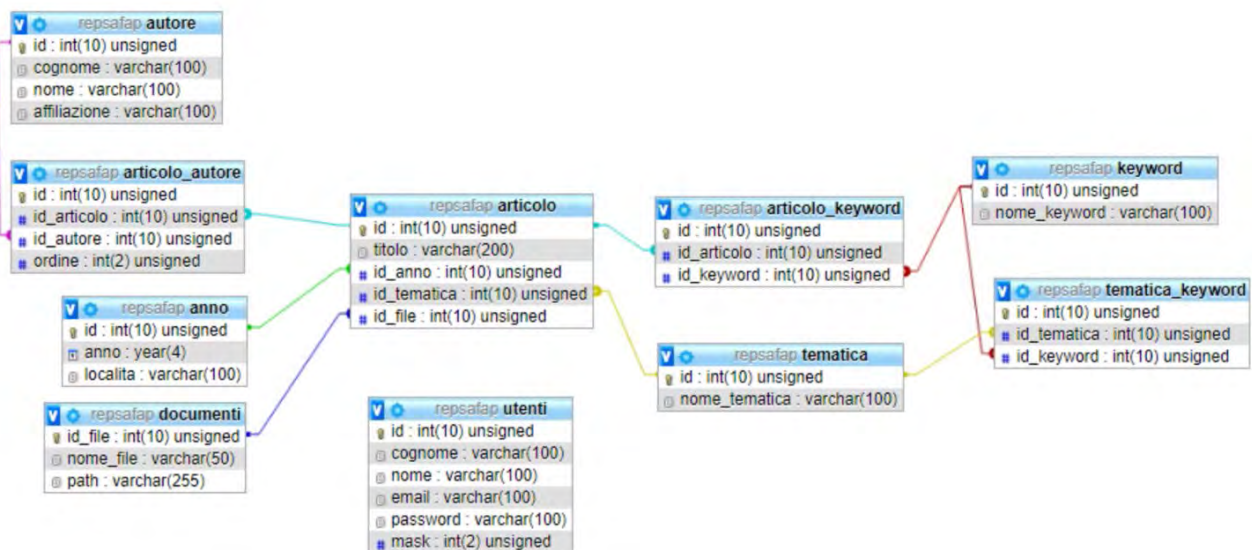 repsafap autore
id : int(10) unsigned
cognome : varchar(100)
nome : varchar(100)
affiliazione : varchar(100)
repsafap articolo_autore
id : int(10) unsigned
id_articolo : int(10) unsigned
id_autore : int(10) unsigned
ordine : int(2) unsigned
repsafap anno
id : int(10) unsigned
anno : year(4)
localita : varchar(100)
repsafap documenti
id_file : int(10) unsigned
nome_file : varchar(50)
path : varchar(255)
repsafap articolo
id : int(10) unsigned
titolo : varchar(200)
id_anno : int(10) unsigned
id_tematica : int(10) unsigned
id_file : int(10) unsigned
repsafap utenti
id : int(10) unsigned
cognome : varchar(100)
nome : varchar(100)
email : varchar(100)
password : varchar(100)
mask : int(2) unsigned
repsafap articolo_keyword
id : int(10) unsigned
id_articolo : int(10) unsigned
id_keyword : int(10) unsigned
repsafap tematica
id : int(10) unsigned
nome_tematica : varchar(100)
repsafap keyword
id : int(10) unsigned
nome_keyword : varchar(100)
repsafap tematica_keyword
id : int(10) unsigned
id_tematica : int(10) unsigned
id_keyword : int(10) unsigned